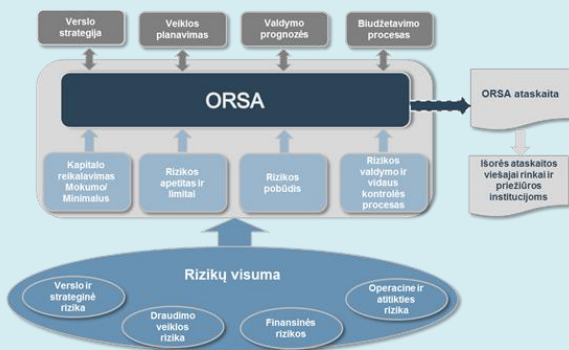 Verslo
strategija
Veiklos
planavimas
Valdymo
prognozės
Biudžetavimo
procesas
ORSA
ORSA ataskaita
Kapitalo
reikalavimas
Mokumo/
Minimalus
Rizikos
apetitas ir
limitai
Rizikos
pobūdis
Rizikos
valdymo ir
vidaus
kontrolės
procesas
Išorės ataskaitos
viešajai rinkai ir
priežiūros
institucijoms
Rizikų visuma
Verslo ir
strateginė
rizika
Draudimo
veiklos
rizika
Finansinės
rizikos
Operacinė ir
atitikties
rizika